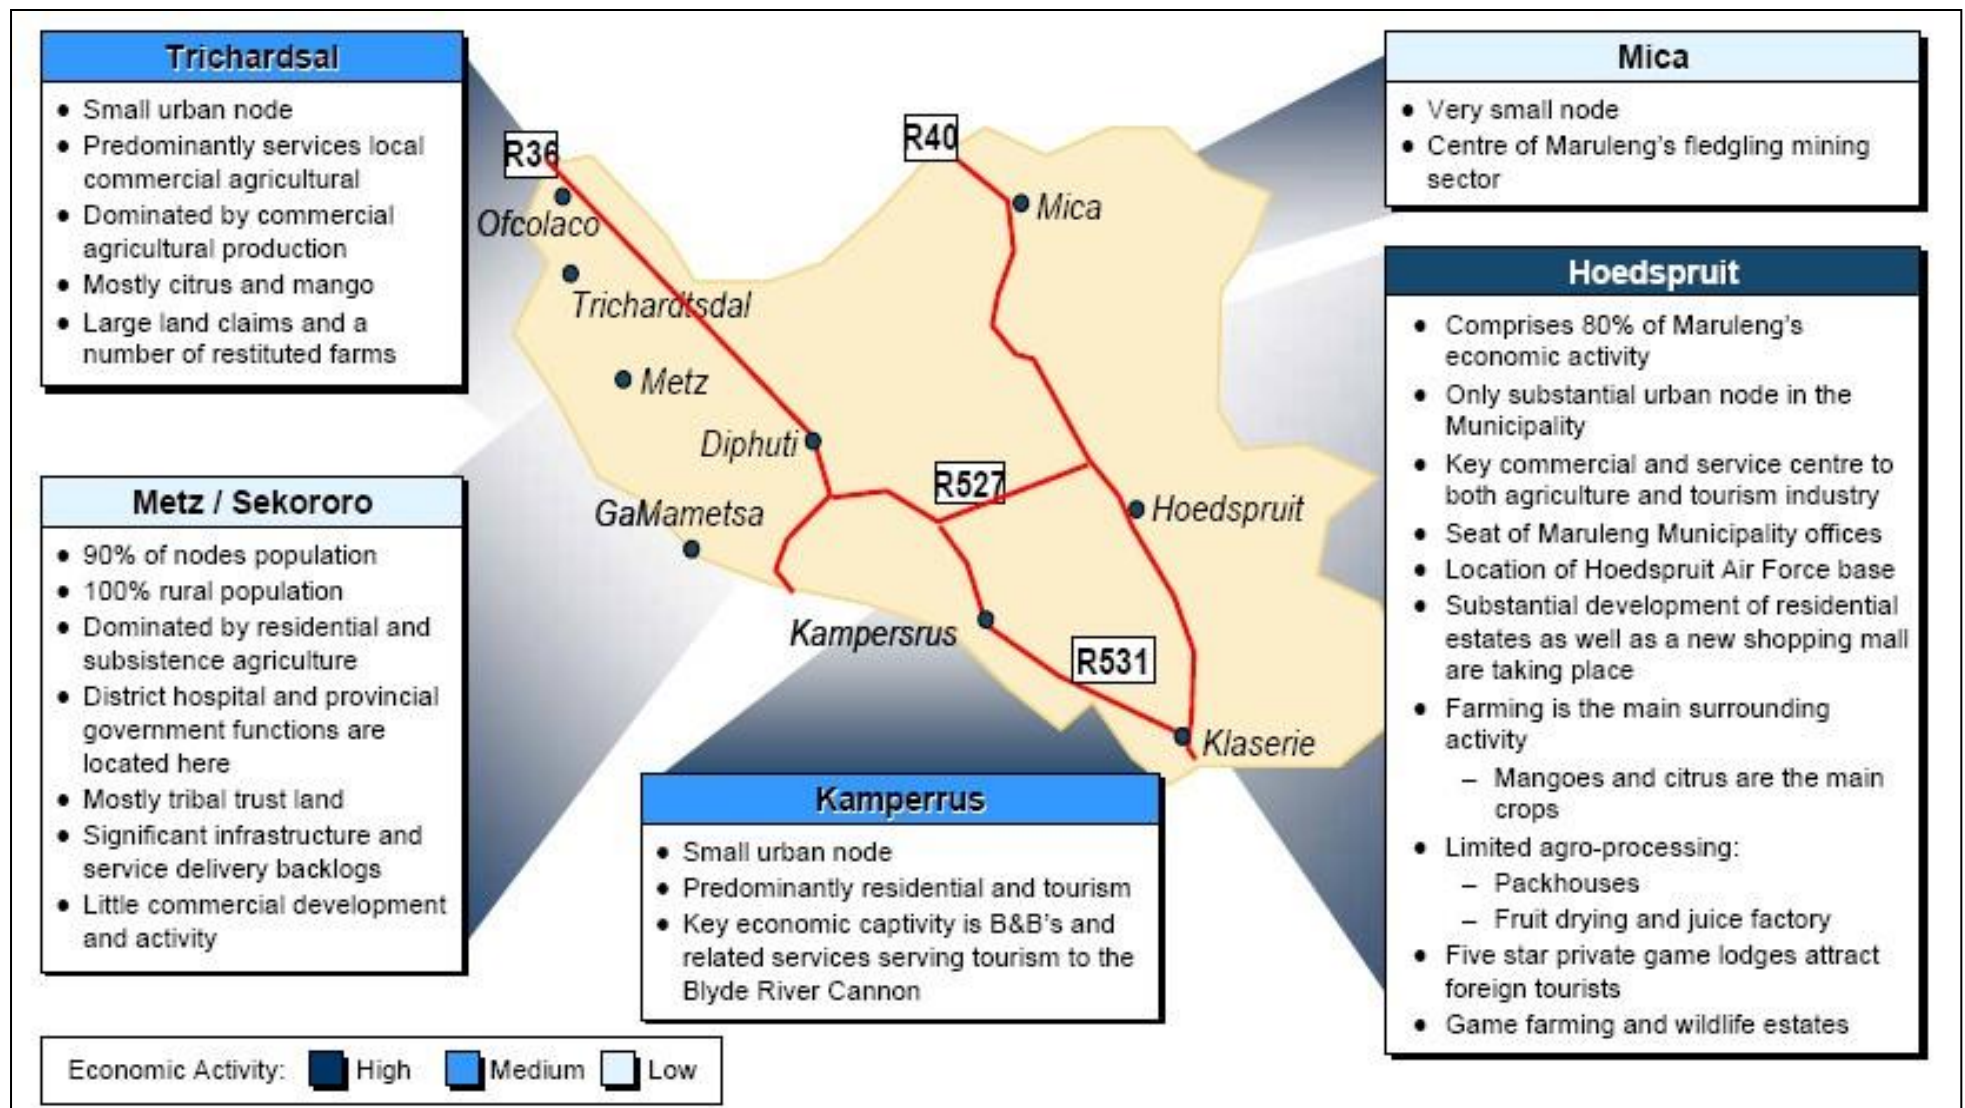 Trichardsal
● Small urban node
● Predominantly services local
commercial agricultural
● Dominated by commercial
agricultural production
● Mostly citrus and mango
● Large land claims and a
number of restituted farms
Metz / Sekororo
● 90% of nodes population
● 100% rural population
● Dominated by residential and
subsistence agriculture
● District hospital and provincial
government functions are
located here
● Mostly tribal trust land
● Significant infrastructure and
service delivery backlogs
● Little commercial development
and activity
R36
Ofcolaco
Trichardtsdal
Metz
Diphuti
GaMametsa
R40
Mica
R527
Hoedspruit
Kampersrus
R531
Klaserie
Kamperrus
● Small urban node
● Predominantly residential and tourism
● Key economic captivity is B&B's and
related services serving tourism to the
Blyde River Cannon
Mica
● Very small node
● Centre of Maruleng's fledgling mining
sector
Hoedspruit
● Comprises 80% of Maruleng's
economic activity
● Only substantial urban node in the
Municipality
● Key commercial and service centre to
both agriculture and tourism industry
● Seat of Maruleng Municipality offices
● Location of Hoedspruit Air Force base
● Substantial development of residential
estates as well as a new shopping mall
are taking place
● Farming is the main surrounding
activity
– Mangoes and citrus are the main
crops
● Limited agro-processing:
– Packhouses
– Fruit drying and juice factory
● Five star private game lodges attract
foreign tourists
● Game farming and wildlife estates
Economic Activity: High Medium Low